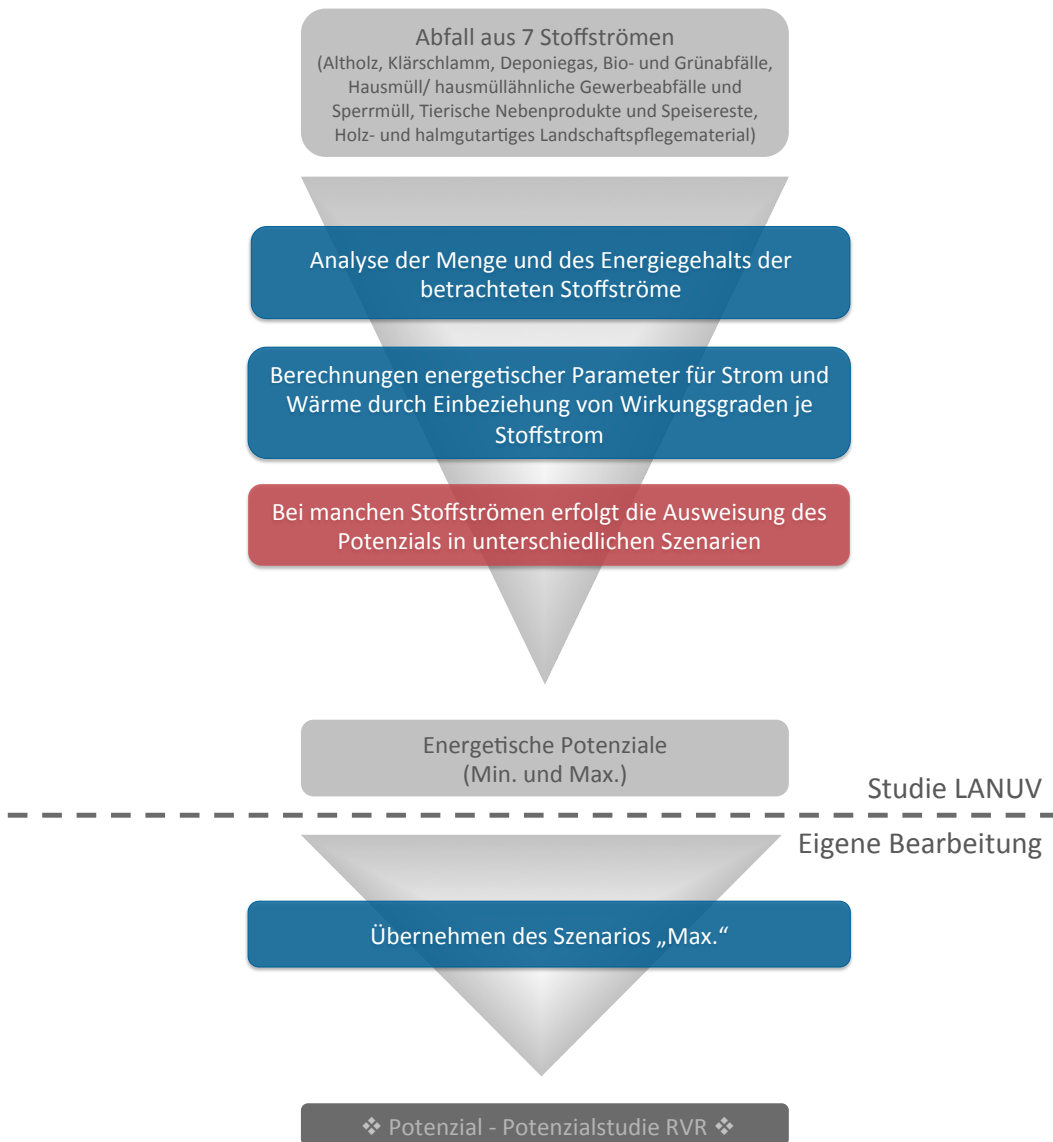 Abfall aus 7 Stoffströmen
(Altholz, Klärschlamm, Deponiegas, Bio- und Grünabfälle,
Hausmüll/ hausmüllähnliche Gewerbeabfälle und
Sperrmüll, Tierische Nebenprodukte und Speisereste,
Holz- und halmgutartiges Landschaftspflegematerial)
Analyse der Menge und des Energiegehalts der
betrachteten Stoffströme
Berechnungen energetischer Parameter für Strom und
Wärme durch Einbeziehung von Wirkungsgraden je
Stoffstrom
Bei manchen Stoffströmen erfolgt die Ausweisung des
Potenzials in unterschiedlichen Szenarien
Energetische Potenziale
(Min. und Max.)
Studie LANUV
Eigene Bearbeitung
Übernehmen des Szenarios „Max.“
❖ Potenzial - Potenzialstudie RVR ❖